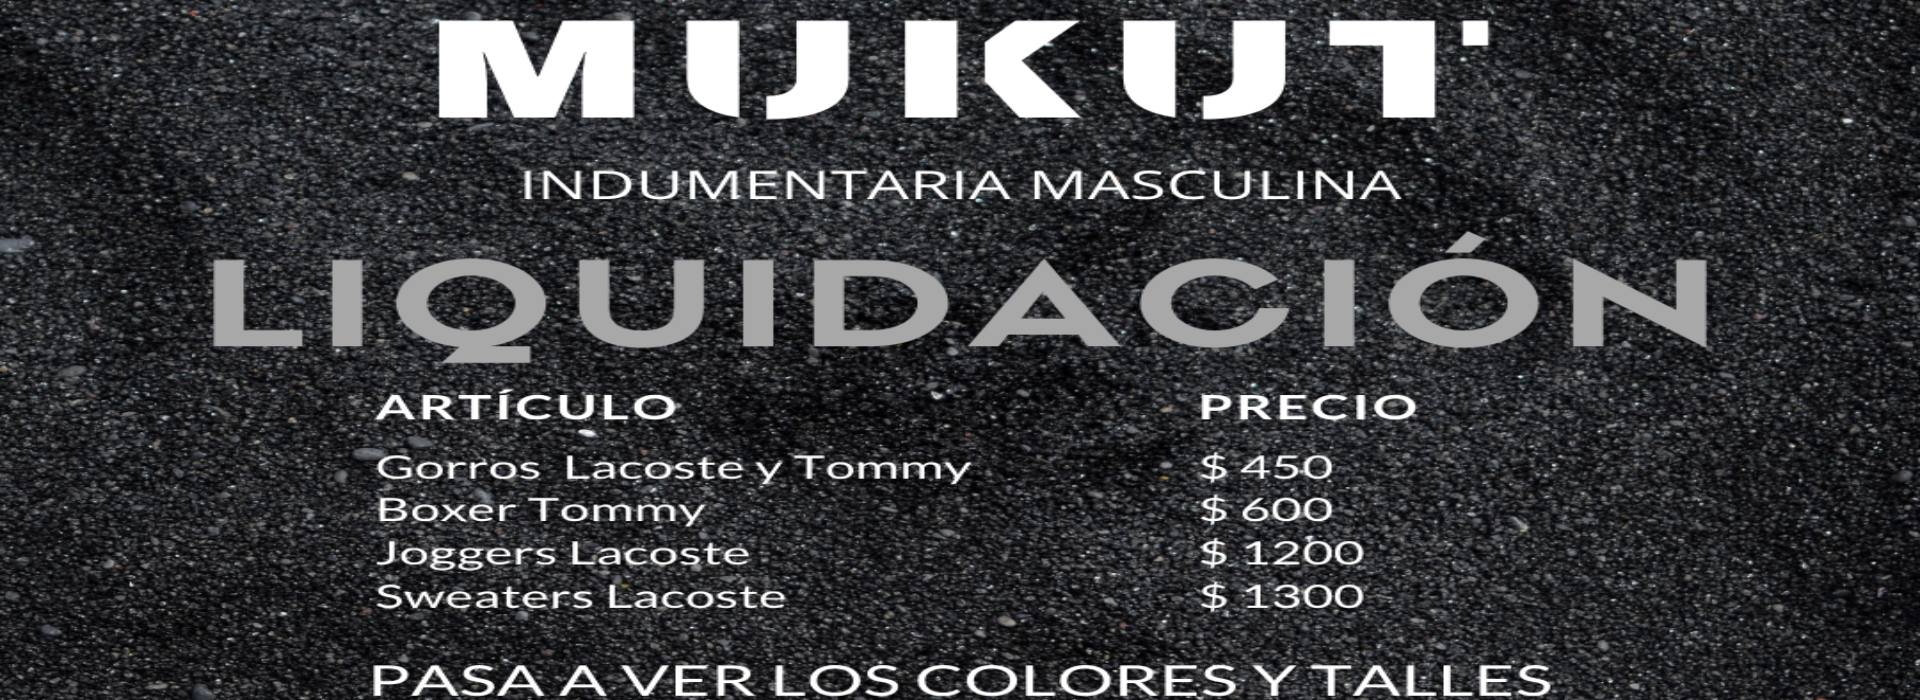 MUKUT
INDUMENTARIA MASCULINA
LIQUIDACIÓN
ARTÍCULO PRECIO
Gorros Lacoste y Tommy $ 450
Boxer Tommy $ 600
Joggers Lacoste $ 1200
Sweaters Lacoste $ 1300
PASA A VER LOS COLORES Y TALLES